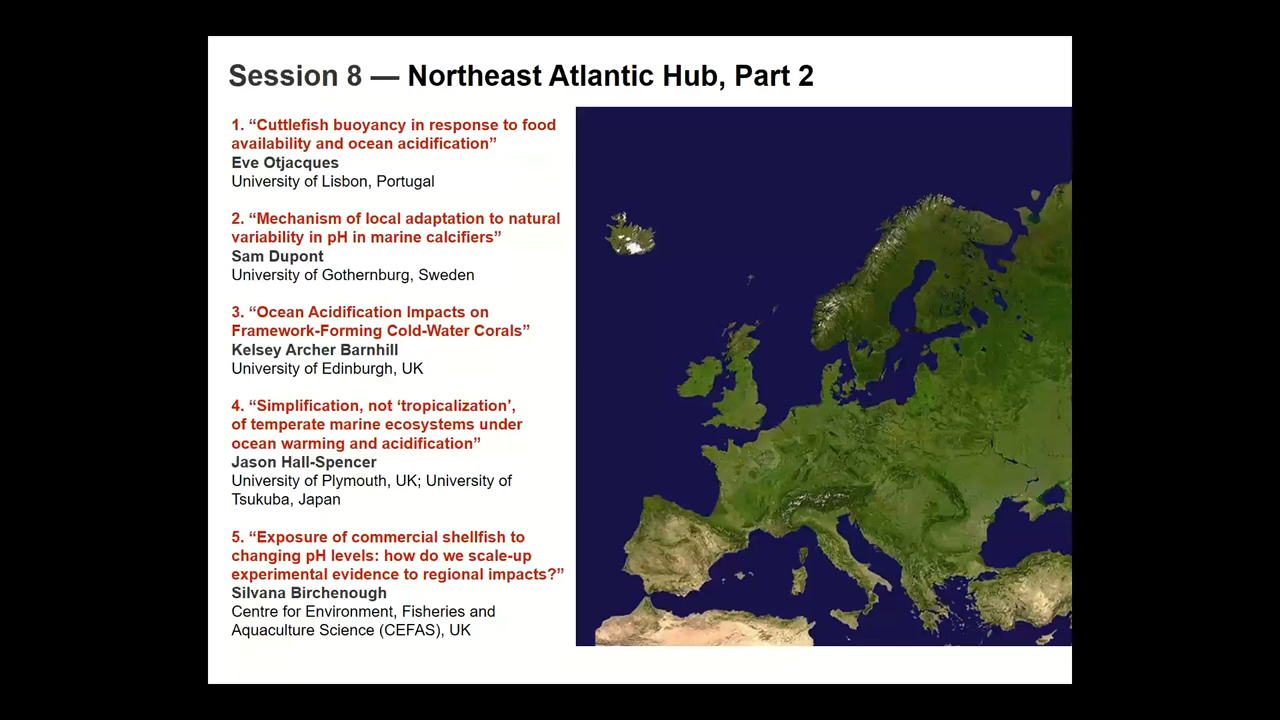 Session 8 — Northeast Atlantic Hub, Part 2
1. “Cuttlefish buoyancy in response to food
availability and ocean acidification”
Eve Otjacques
University of Lisbon, Portugal
2. “Mechanism of local adaptation to natural
variability in pH in marine calcifiers”
Sam Dupont
University of Gothernburg, Sweden
3. “Ocean Acidification Impacts on
Framework-Forming Cold-Water Corals”
Kelsey Archer Barnhill
University of Edinburgh, UK
4. “Simplification, not ‘tropicalization’,
of temperate marine ecosystems under
ocean warming and acidification”
Jason Hall-Spencer
University of Plymouth, UK; University of
Tsukuba, Japan
5. “Exposure of commercial shellfish to
changing pH levels: how do we scale-up
experimental evidence to regional impacts?”
Silvana Birchenough
Centre for Environment, Fisheries and
Aquaculture Science (CEFAS), UK